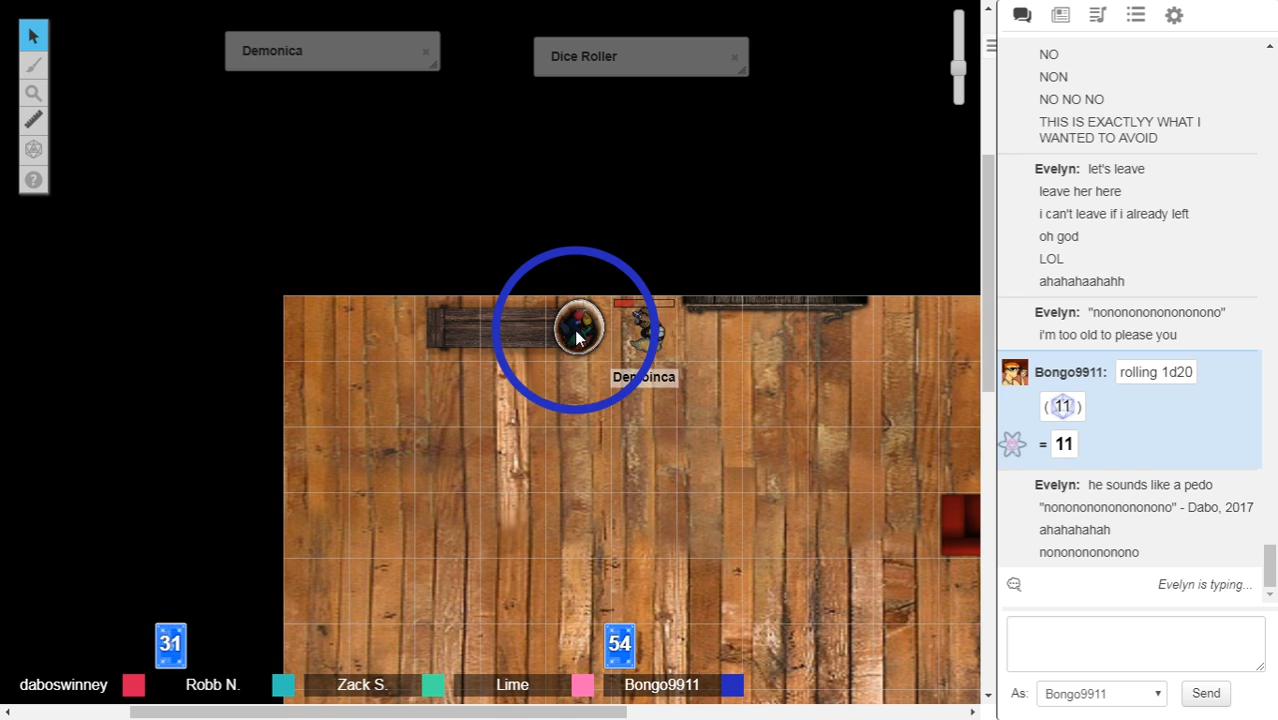 Demonica
Dice Roller
Demoinca
31
54
daboswinney
Robb N.
Zack S.
Lime
Bongo9911
NO
NON
NO NO NO
THIS IS EXACTLYY WHAT I
WANTED TO AVOID
Evelyn: let's leave
leave her here
i can't leave if i already left
oh god
LOL
ahahahaahahh
Evelyn: "nonononononononono"
i'm too old to please you
Bongo9911: rolling 1d20
(11)
= 11
Evelyn: he sounds like a pedo
"nonononononononono" - Dabo, 2017
ahahahahah
nononononono
Evelyn is typing...
As: Bongo9911
Send